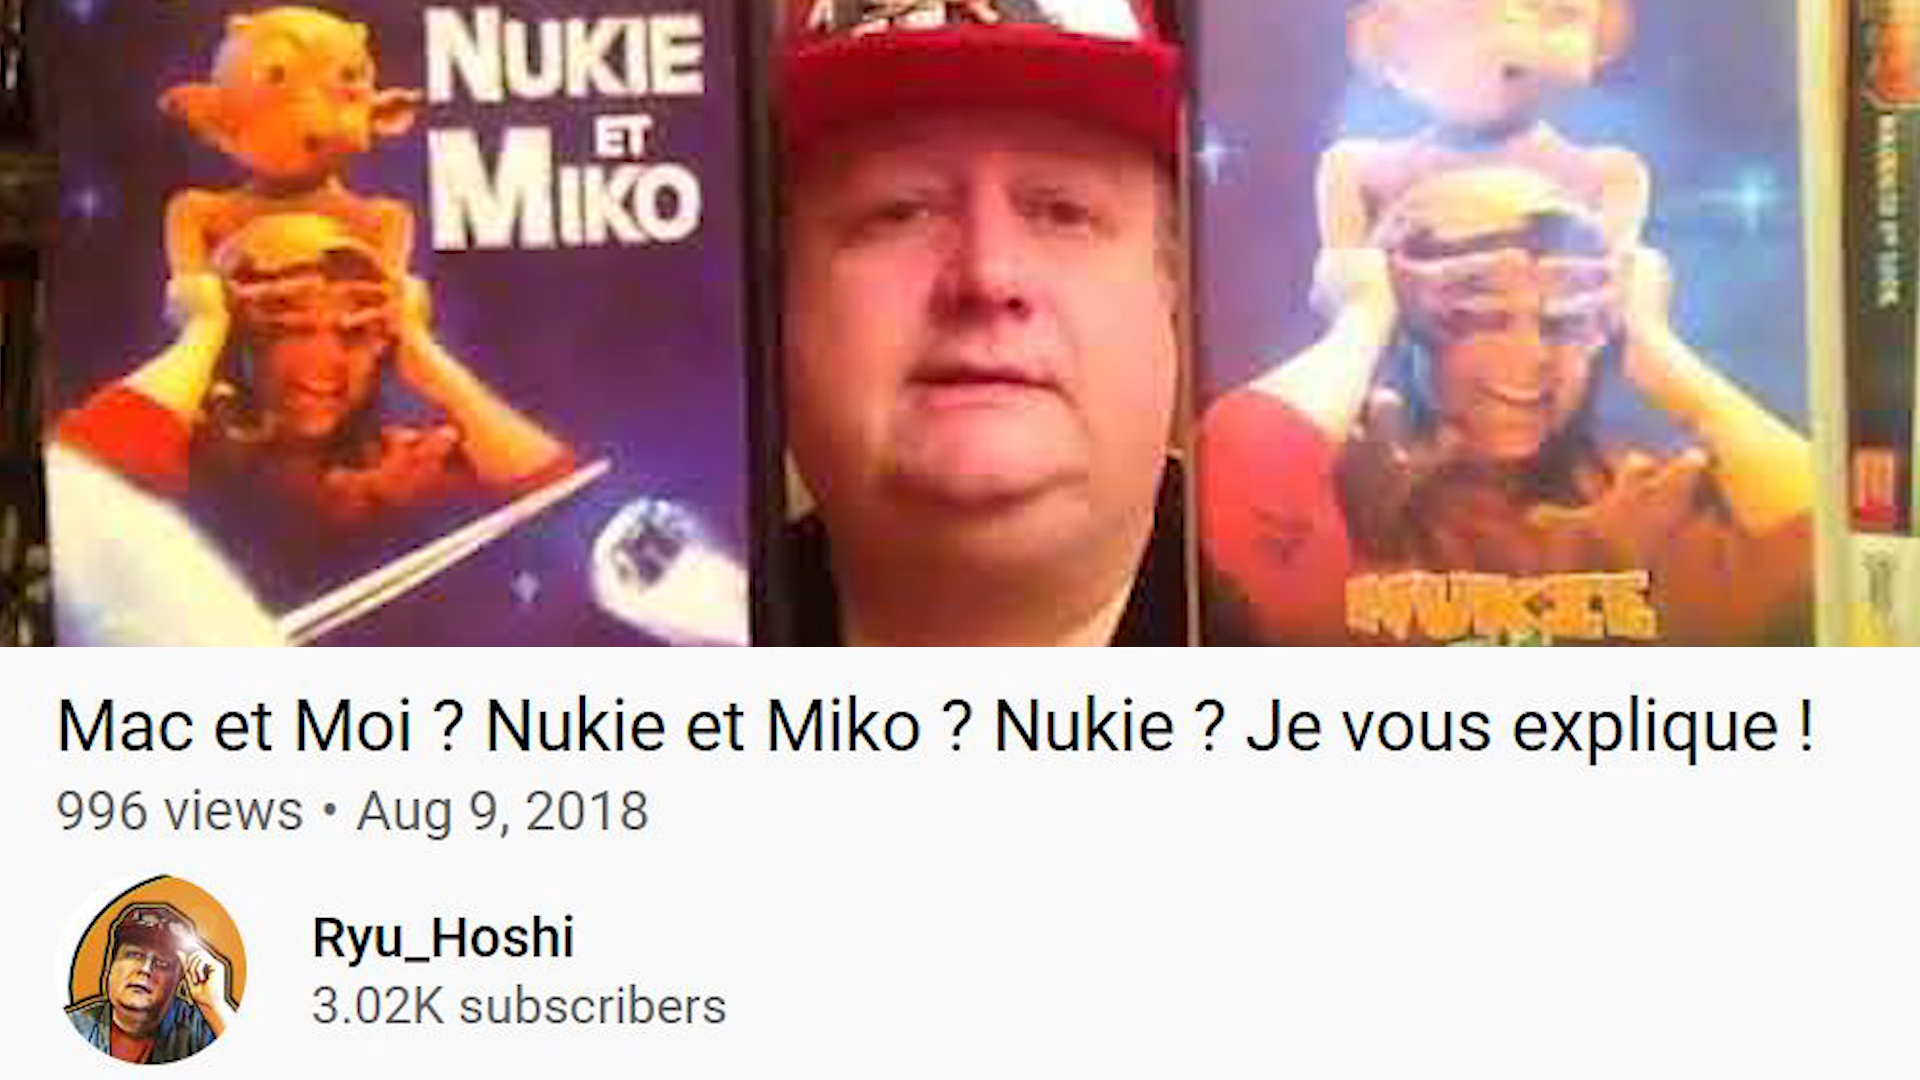 NUKIE
ET
MIKO
NUKIE
Mac et Moi ? Nukie et Miko ? Nukie ? Je vous explique !
996 views • Aug 9, 2018
Ryu_Hoshi
3.02K subscribers